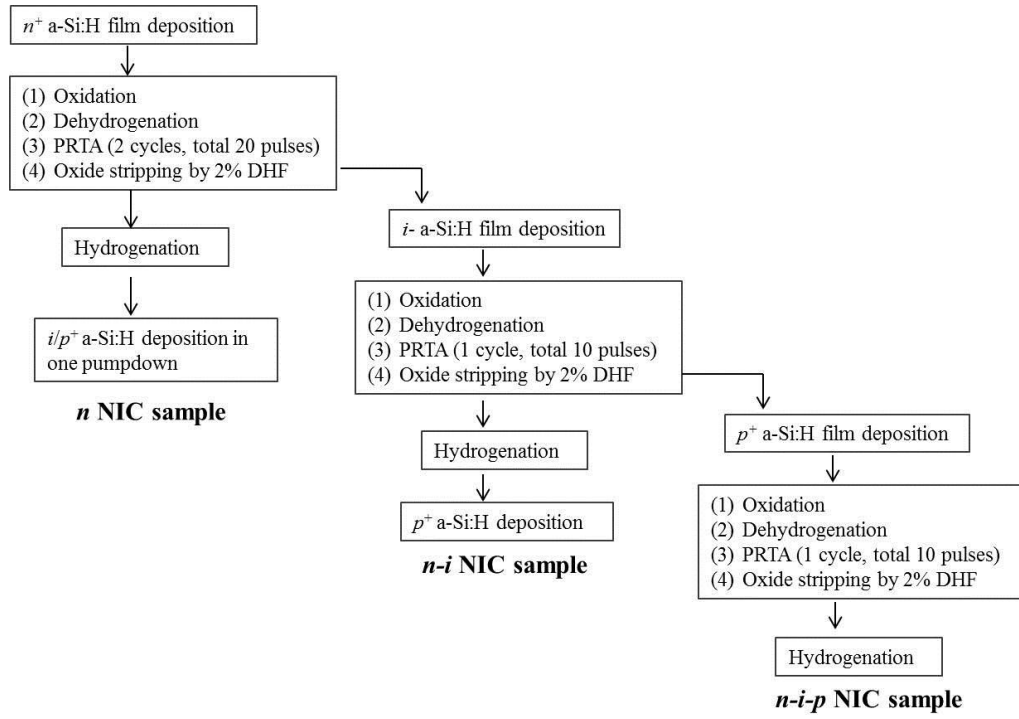 n+ a-Si:H film deposition
(1) Oxidation
(2) Dehydrogenation
(3) PRTA (2 cycles, total 20 pulses)
(4) Oxide stripping by 2% DHF
Hydrogenation
i/p+ a-Si:H deposition in
one pumpdown
n NIC sample
i- a-Si:H film deposition
(1) Oxidation
(2) Dehydrogenation
(3) PRTA (1 cycle, total 10 pulses)
(4) Oxide stripping by 2% DHF
Hydrogenation
p+ a-Si:H deposition
n-i NIC sample
p+ a-Si:H film deposition
(1) Oxidation
(2) Dehydrogenation
(3) PRTA (1 cycle, total 10 pulses)
(4) Oxide stripping by 2% DHF
Hydrogenation
n-i-p NIC sample